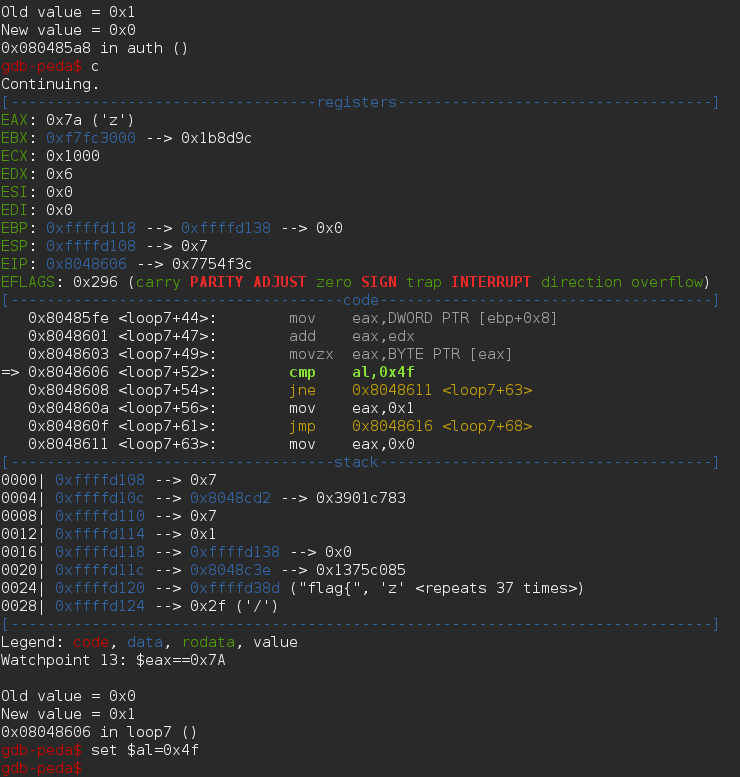 Old value = 0x1
New value = 0x0
0x080485a8 in auth ()
gdb-peda$ c
Continuing.
[----------------------------------registers-----------------------------------]
EAX: 0x7a ('z')
EBX: 0xf7fc3000 --> 0x1b8d9c
ECX: 0x1000
EDX: 0x6
ESI: 0x0
EDI: 0x0
EBP: 0xffffd118 --> 0xffffd138 --> 0x0
ESP: 0xffffd108 --> 0x7
EIP: 0x8048606 --> 0x7754f3c
EFLAGS: 0x296 (carry PARITY ADJUST zero SIGN trap INTERRUPT direction overflow)
[-------------------------------------code-------------------------------------]
   0x80485fe <loop7+44>:        mov    eax,DWORD PTR [ebp+0x8]
   0x8048601 <loop7+47>:        add    eax,edx
   0x8048603 <loop7+49>:        movzx  eax,BYTE PTR [eax]
=> 0x8048606 <loop7+52>:        cmp    al,0x4f
   0x8048608 <loop7+54>:        jne    0x8048611 <loop7+63>
   0x804860a <loop7+56>:        mov    eax,0x1
   0x804860f <loop7+61>:        jmp    0x8048616 <loop7+68>
   0x8048611 <loop7+63>:        mov    eax,0x0
[------------------------------------stack-------------------------------------]
0000| 0xffffd108 --> 0x7
0004| 0xffffd10c --> 0x8048cd2 --> 0x3901c783
0008| 0xffffd110 --> 0x7
0012| 0xffffd114 --> 0x1
0016| 0xffffd118 --> 0xffffd138 --> 0x0
0020| 0xffffd11c --> 0x8048c3e --> 0x1375c085
0024| 0xffffd120 --> 0xffffd38d ("flag{", 'z' <repeats 37 times>)
0028| 0xffffd124 --> 0x2f ('/')
[------------------------------------------------------------------------------]
Legend: code, data, rodata, value
Watchpoint 13: $eax==0x7A
Old value = 0x0
New value = 0x1
0x08048606 in loop7 ()
gdb-peda$ set $al=0x4f
gdb-peda$